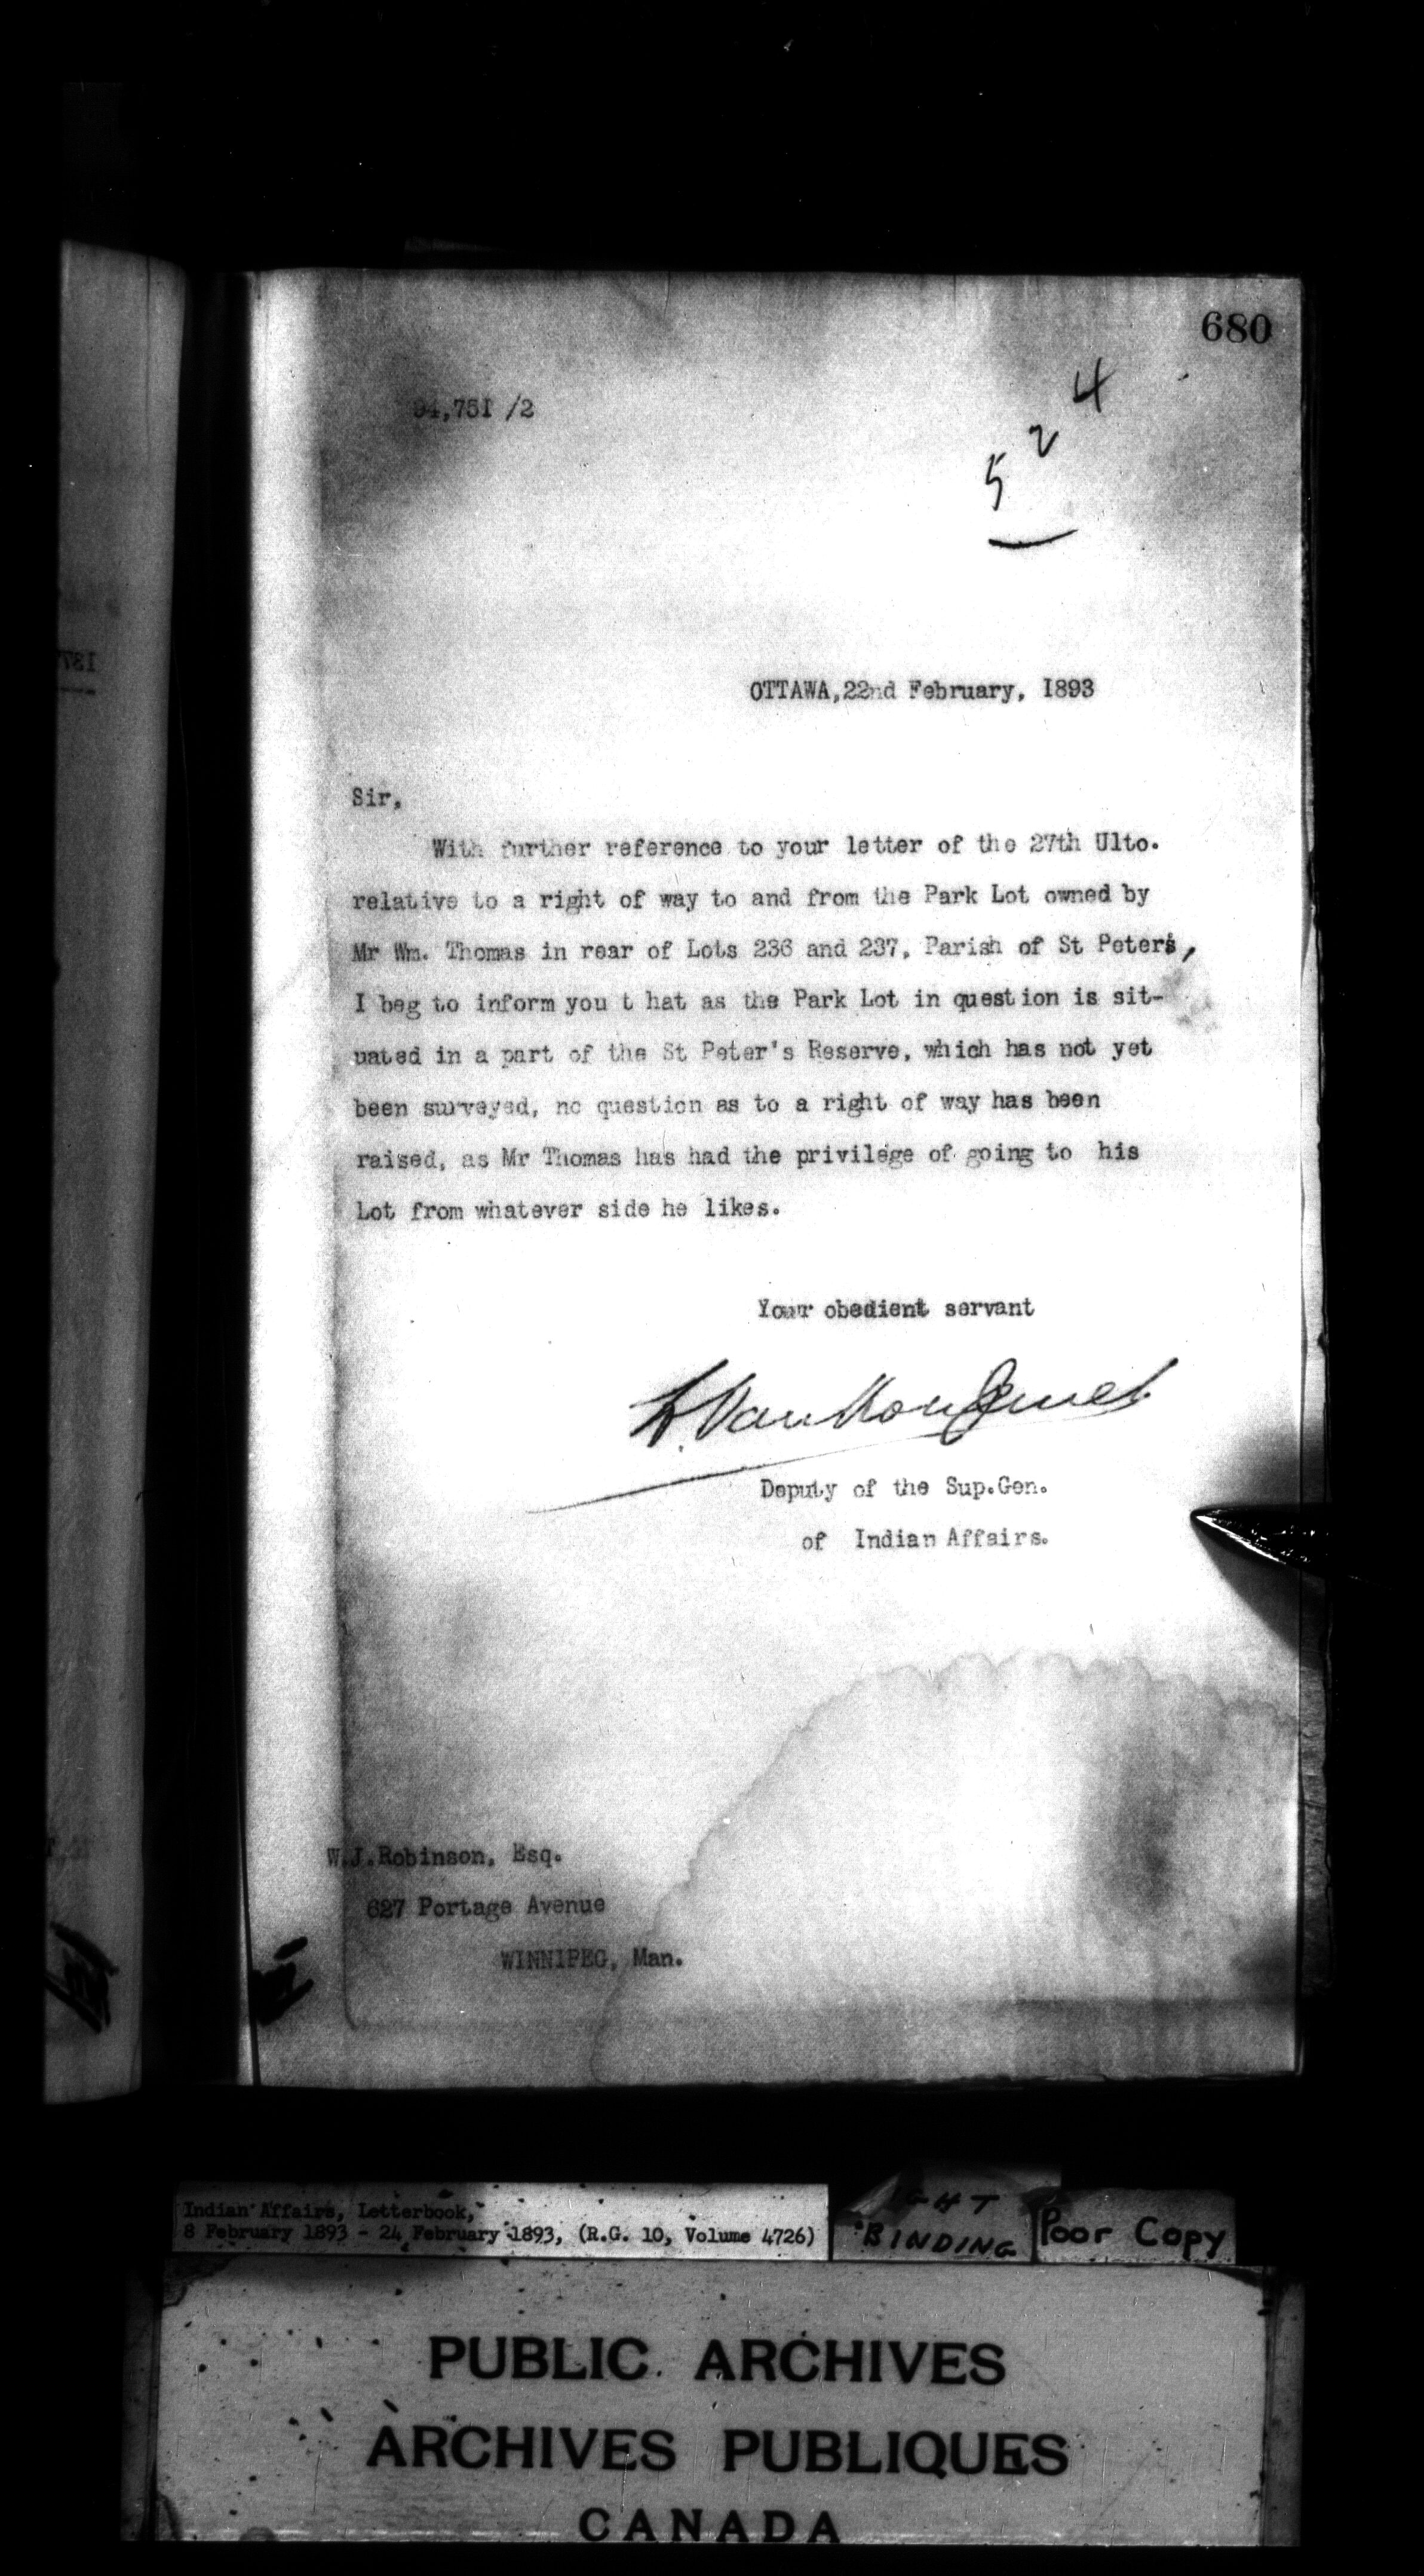 680
94,751 /2
4
2
5
OTTAWA, 22nd February, 1893
Sir,
With further reference to your letter of the 27th Ulto.
relative to a right of way to and from the Park Lot owned by
Mr Wm. Thomas in rear of Lots 236 and 237, Parish of St Peters,
I beg to inform you t hat as the Park Lot in question is sit-
uated in a part of the St Peter's Reserve, which has not yet
been surveyed, no question as to a right of way has been
raised, as Mr Thomas has had the privilege of going to his
Lot from whatever side he likes.
Your obedient servant
L. Vankoughnet
Deputy of the Sup.Gen.
of Indian Affairs.
W.J.Robinson, Esq.
627 Portage Avenue
WINNIPEG, Man.
Indian Affairs, Letterbook,
8 February 1893 - 24 February 1893, (R.G. 10, Volume 4726)
BINDING
Poor Copy
PUBLIC ARCHIVES
ARCHIVES PUBLIQUES
CANADA